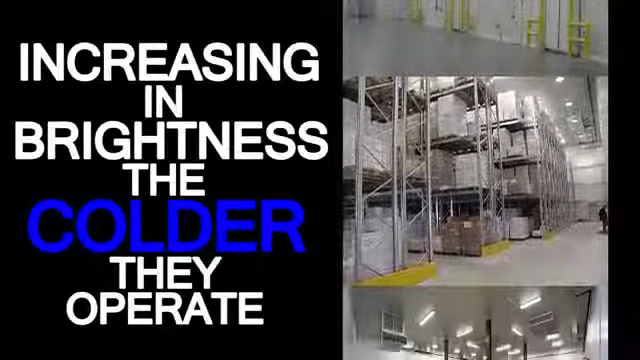 INCREASING
IN
BRIGHTNESS
THE
COLDER
THEY
OPERATE